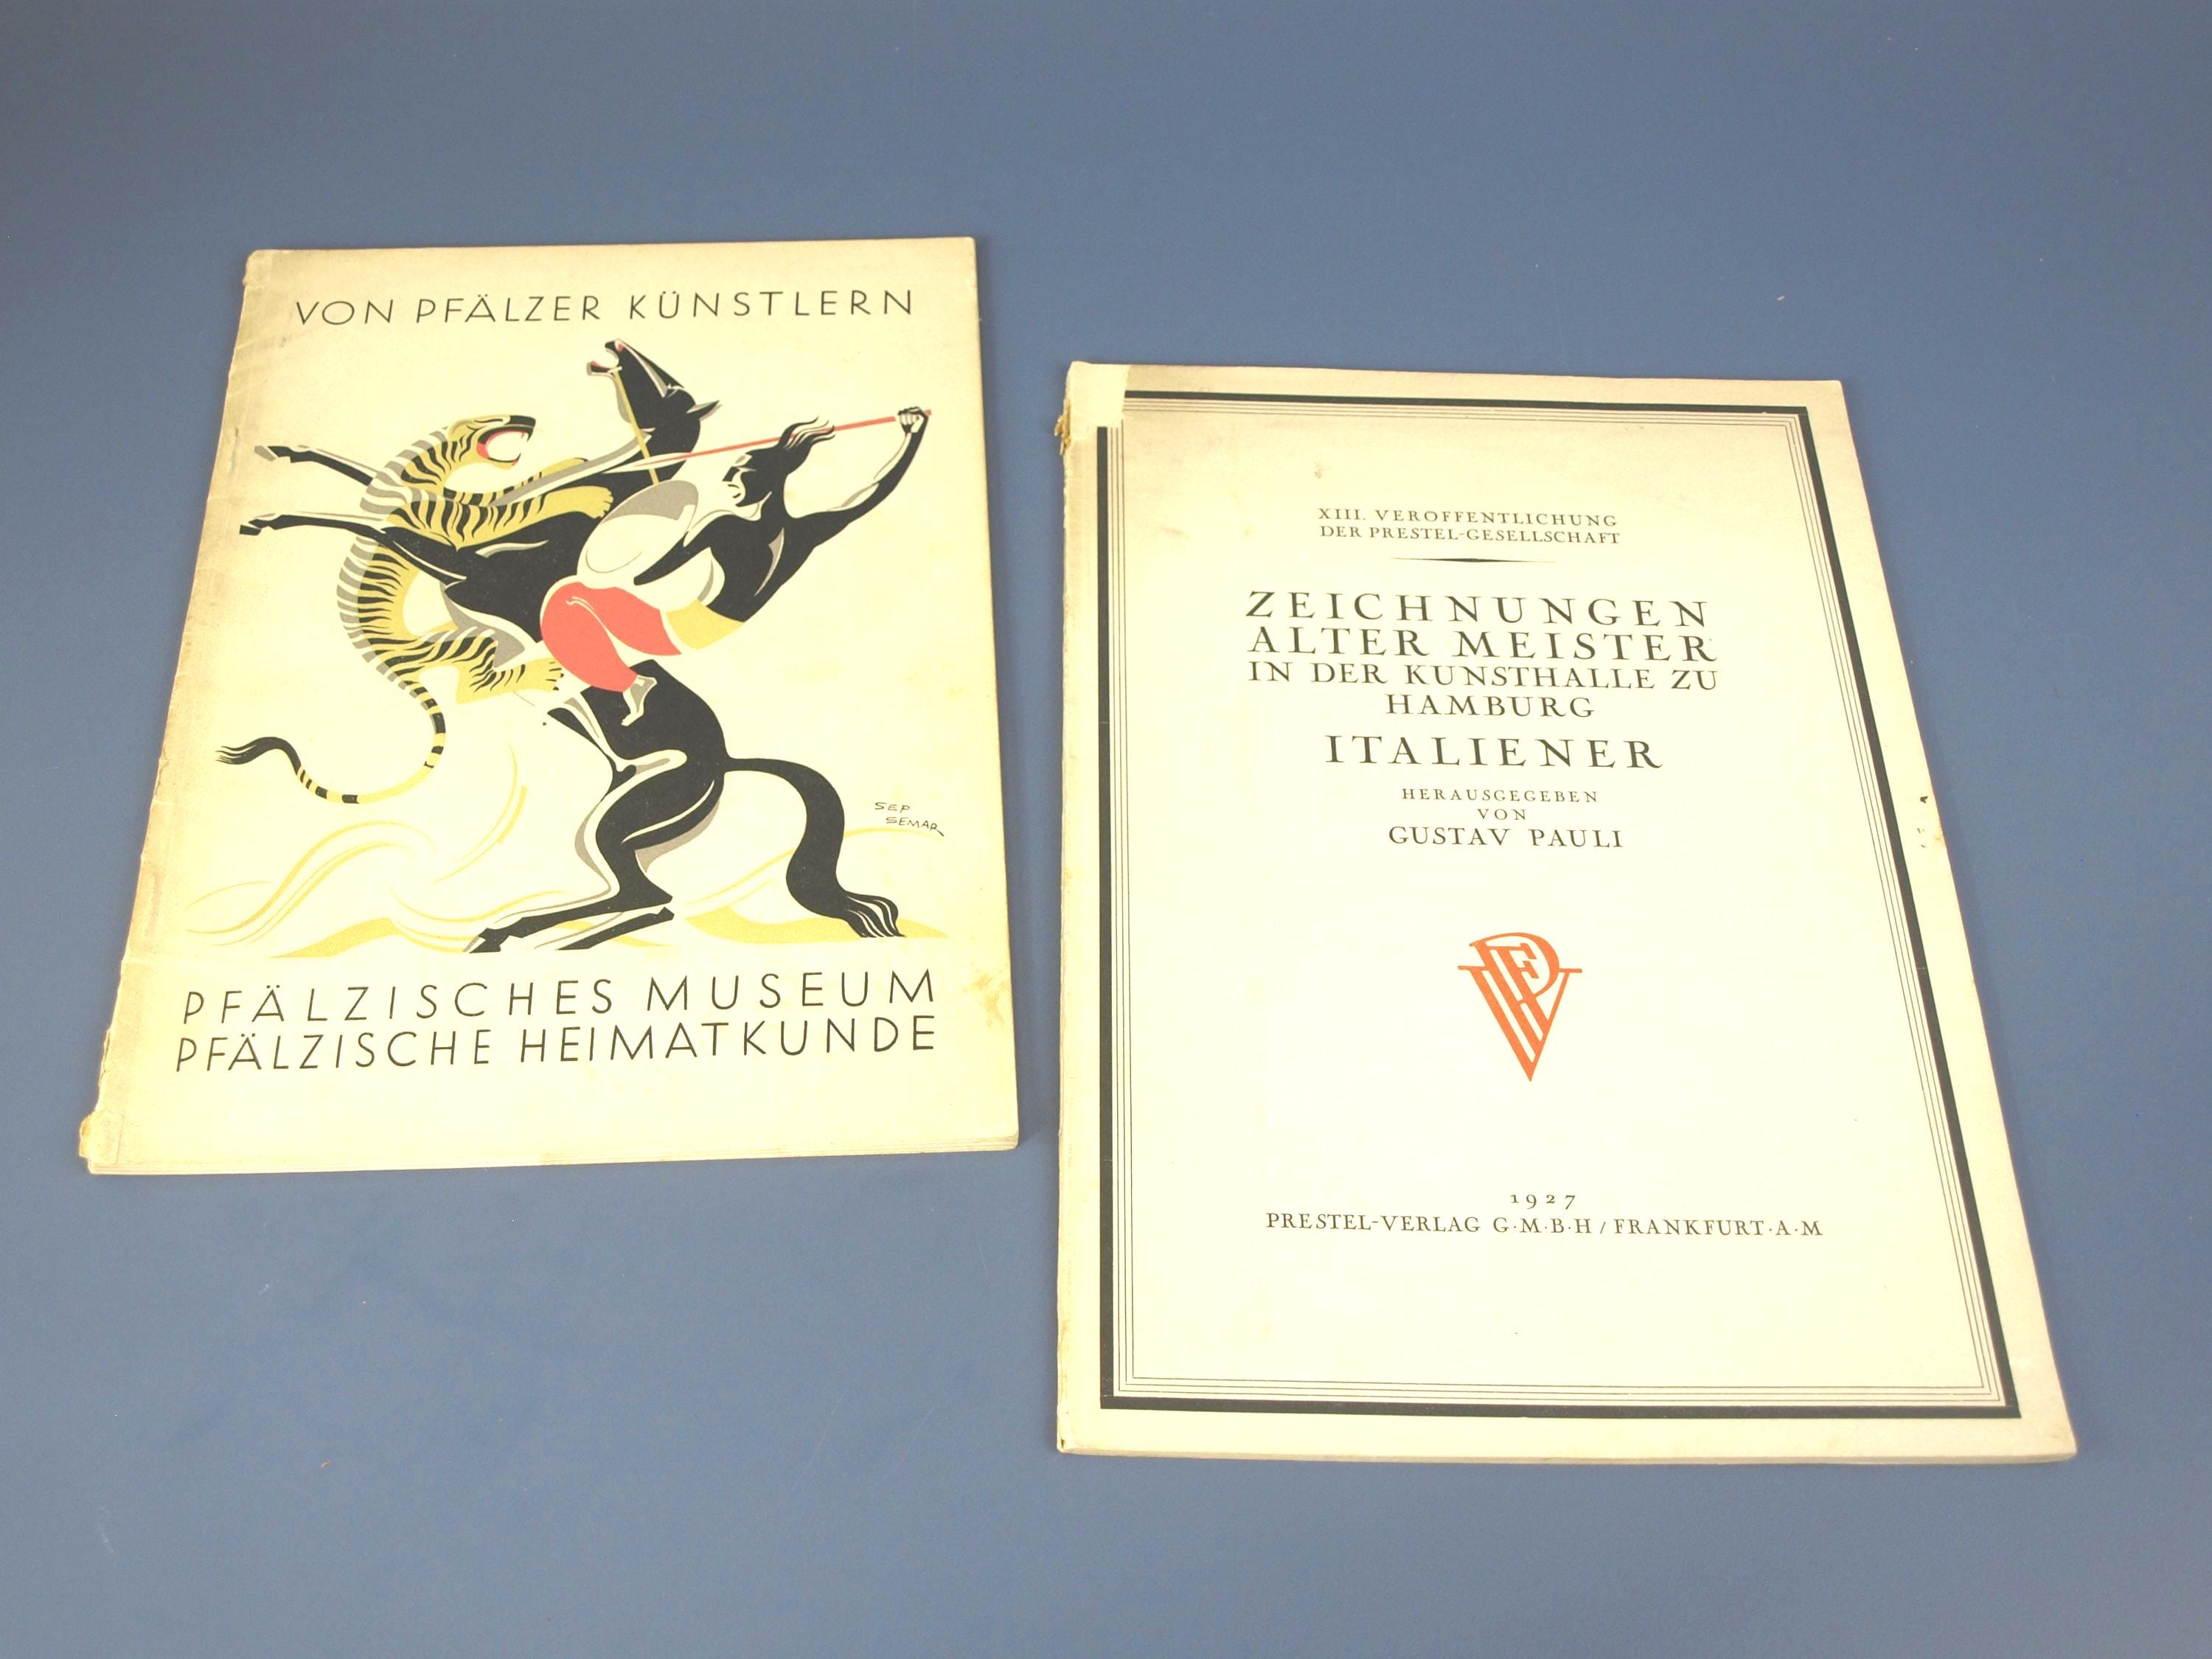 VON PFÄLZER KÜNSTLERN
SEP
SEMAR
PFÄLZISCHES MUSEUM
PFÄLZISCHE HEIMATKUNDE
XIII. VEROFFENTLICHUNG
DER PRESTEL-GESELLSCHAFT
ZEICHNUNGEN
ALTER MEISTER
IN DER KUNSTHALLE ZU
HAMBURG
ITALIENER
HERAUSGEGEBEN
VON
GUSTAV PAULI
PV
1927
PRESTEL-VERLAG G·M·B·H / FRANKFURT·A·M